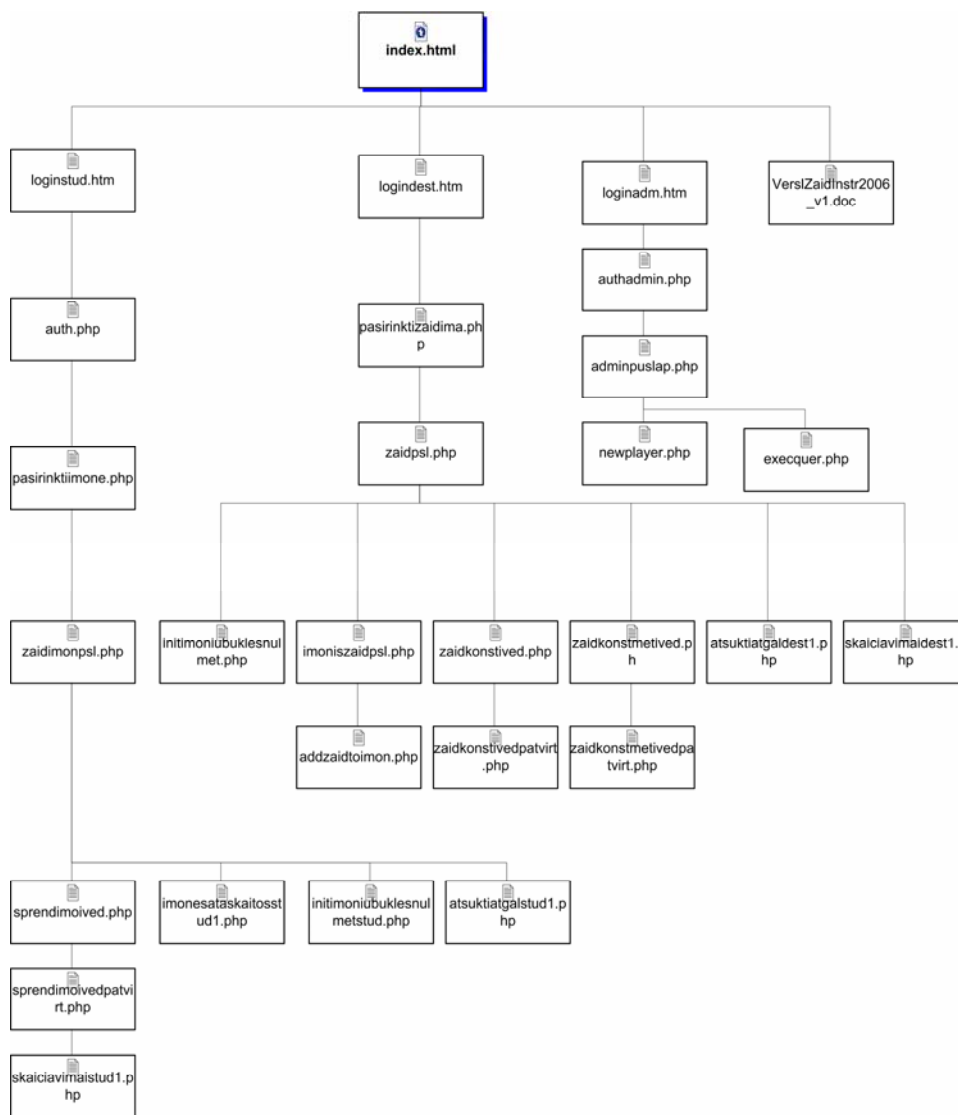 index.html
loginstud.htm
logindest.htm
loginadm.htm
VerslZaidInstr2006
_v1.doc
authadmin.php
auth.php
pasirinktizaidima.ph
p
adminpuslap.php
pasirinktiimone.php
zaidpsl.php
newplayer.php
execquer.php
zaidimonpsl.php
initimoniubuklesnul
met.php
imoniszaidpsl.php
zaidkonstived.php
zaidkonstmetived.ph
h
atsuktiatgaldest1.p
hp
skaiciavimaidest1.p
hp
addzaidtoimon.php
zaidkonstivedpatvirt
.php
zaidkonstmetivedpa
tvirt.php
sprendimoived.php
imonesataskaitosst
ud1.php
initimoniubuklesnul
metstud.php
atsuktiatgalstud1.p
hp
sprendimoivedpatvi
rt.php
skaiciavimaistud1.p
hp